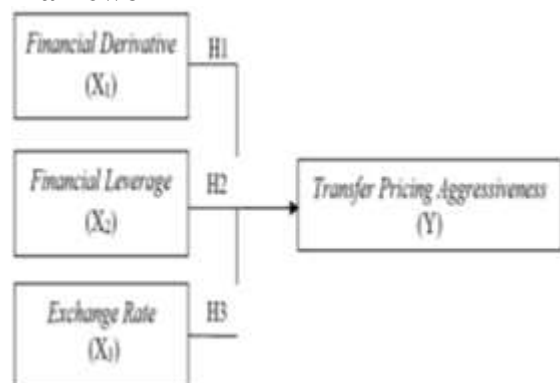 Financial Derivative
(X₁)
H1
Financial Leverage
(X₂)
H2
Transfer Pricing Aggressiveness
(Y)
Exchange Rate
(X₃)
H3